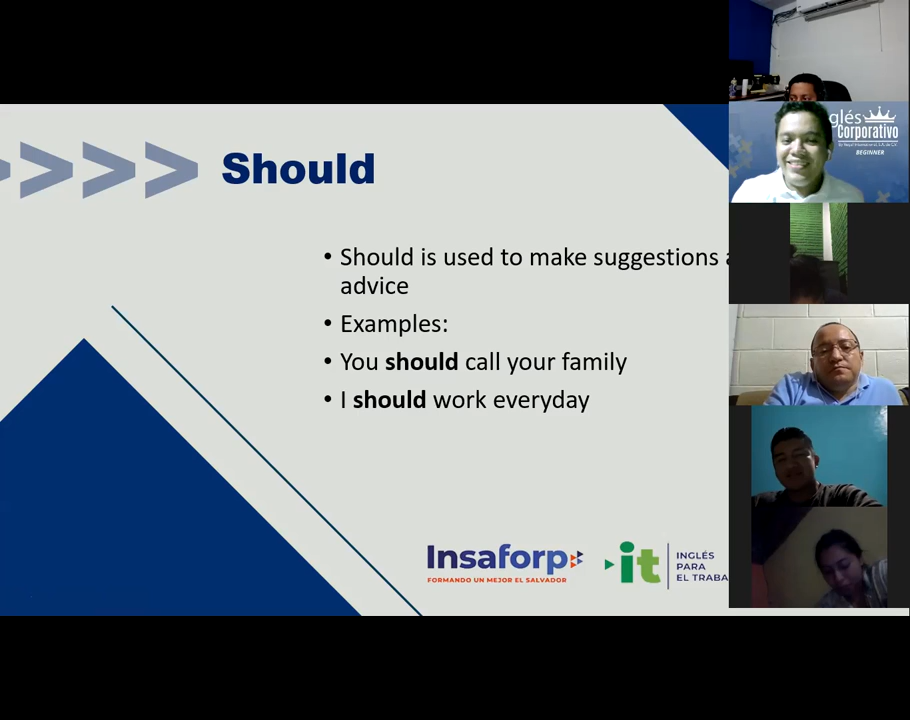 Should
• Should is used to make suggestions
advice
• Examples:
• You should call your family
• I should work everyday
Insaforp
FORMANDO UN MEJOR EL SALVADOR
it
INGLÉS
PARA
EL TRABA
glés
Corporativo
BEGINNER